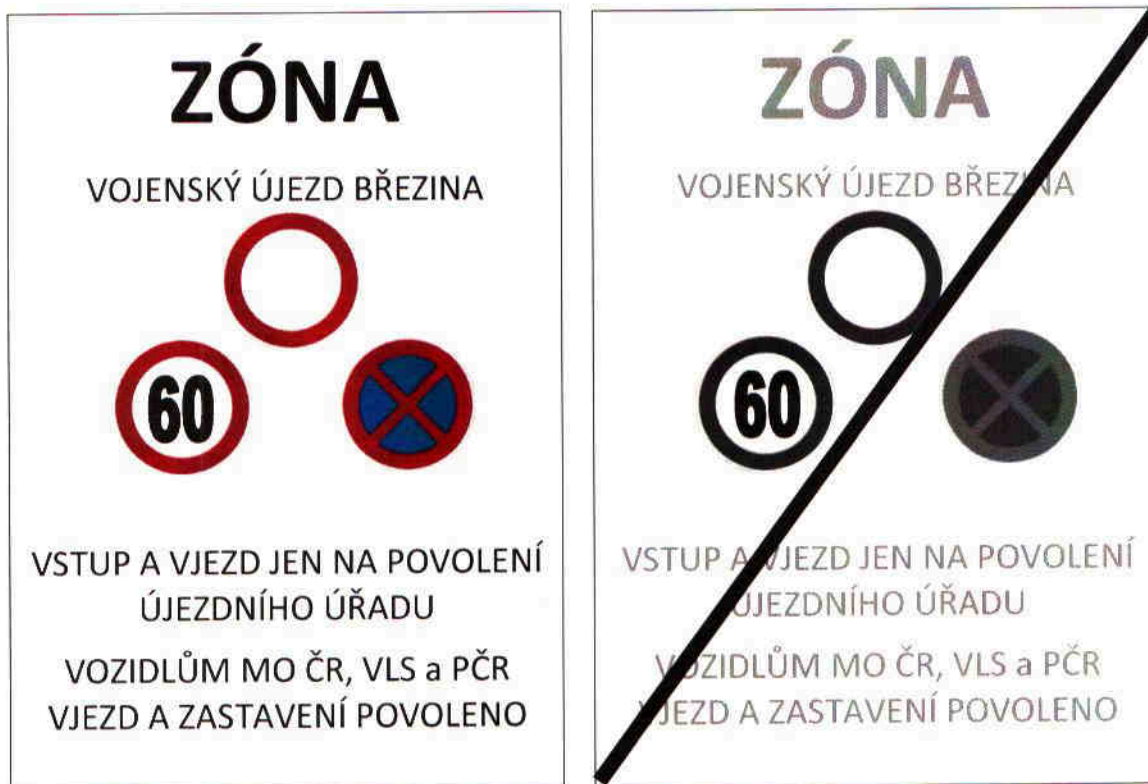 ZÓNA
VOJENSKÝ ÚJEZD BŘEZINA
60
VSTUP A VJEZD JEN NA POVOLENÍ
ÚJEZDNÍHO ÚŘADU
VOZIDLŮM MO ČR, VLS a PČR
VJEZD A ZASTAVENÍ POVOLENO
ZÓNA
VOJENSKÝ ÚJEZD BŘEZINA
60
VSTUP A VJEZD JEN NA POVOLENÍ
ÚJEZDNÍHO ÚŘADU
VOZIDLŮM MO ČR, VLS a PČR
VJEZD A ZASTAVENÍ POVOLENO